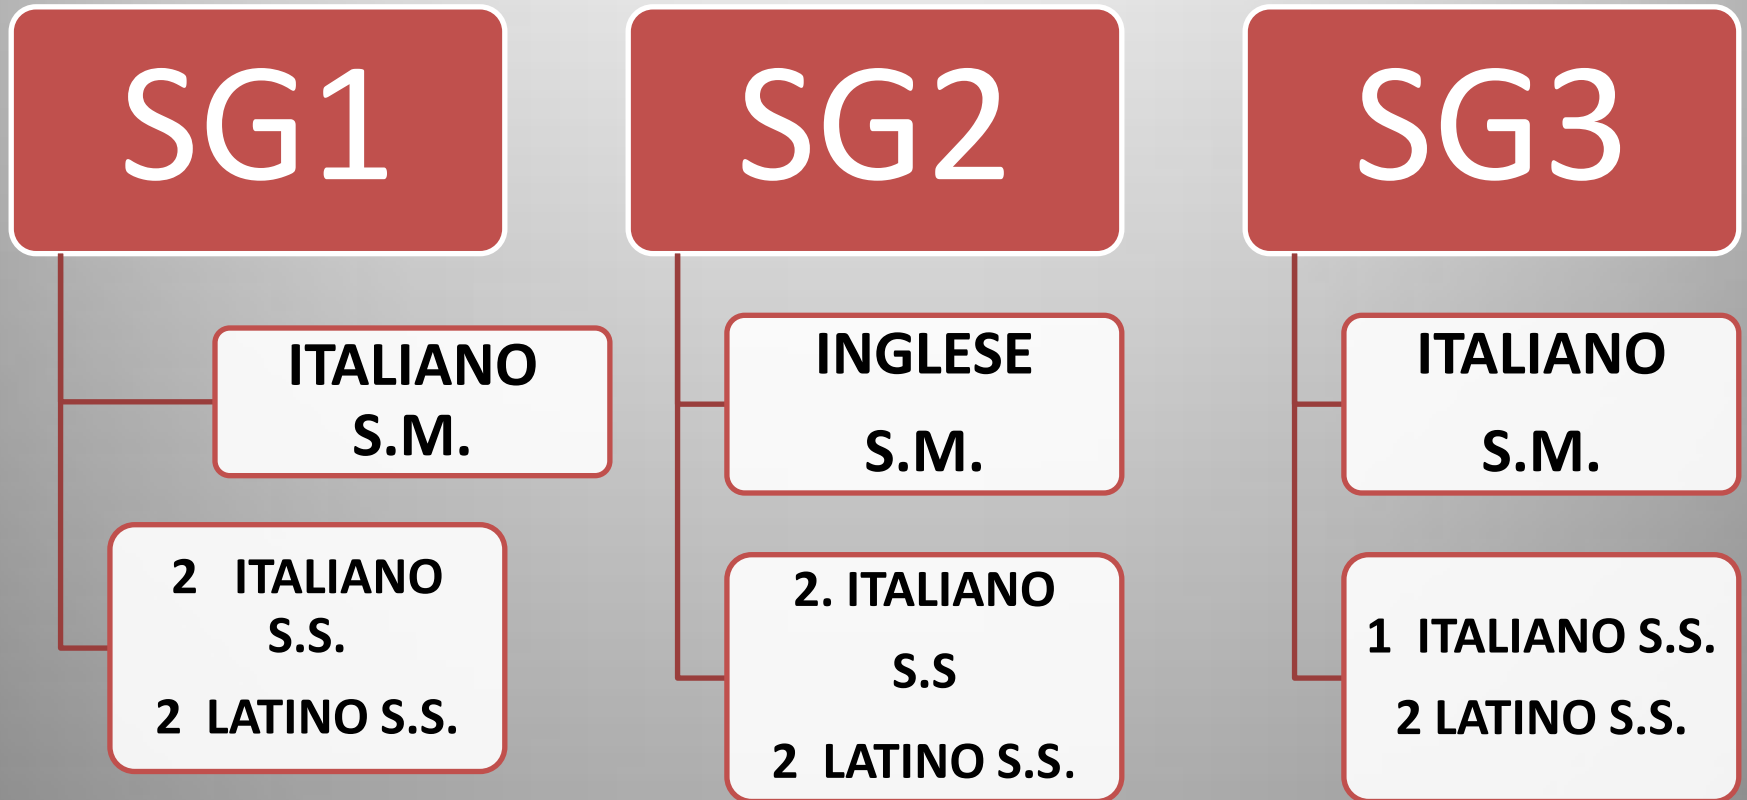 SG1
ITALIANO
S.M.
2 ITALIANO
S.S.
2 LATINO S.S.
SG2
INGLESE
S.M.
2. ITALIANO
S.S
2 LATINO S.S.
SG3
ITALIANO
S.M.
1 ITALIANO S.S.
2 LATINO S.S.